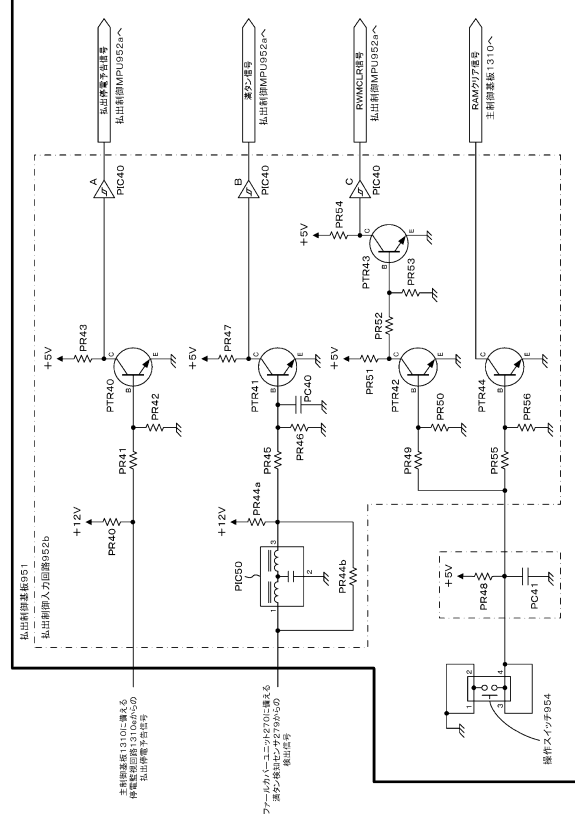 払出制御基板951
払出制御入力回路952b
主制御基板1310に備える
停電監視回路1310eからの
払出停電予告信号
+12V
PR40
PR41
PR42
+5V
PR43
PTR40
B
C
E
A
PIC40
払出停電予告信号
払出制御MPU952aへ
ファールカバーユニット270に備える
満タン検知センサ279からの
検出信号
PIC50
1
2
3
+12V
PR44a
PR44b
PR45
PR46
PC40
+5V
PR47
PTR41
B
C
E
B
PIC40
満タン信号
払出制御MPU952aへ
操作スイッチ954
1
2
3
4
+5V
PR48
PC41
PR49
PR50
+5V
PR51
PTR42
B
C
E
PR52
PR53
+5V
PR54
PTR43
B
C
E
C
PIC40
RWMCLR信号
払出制御MPU952aへ
PR55
PR56
PTR44
B
C
E
RAMクリア信号
主制御基板1310へ